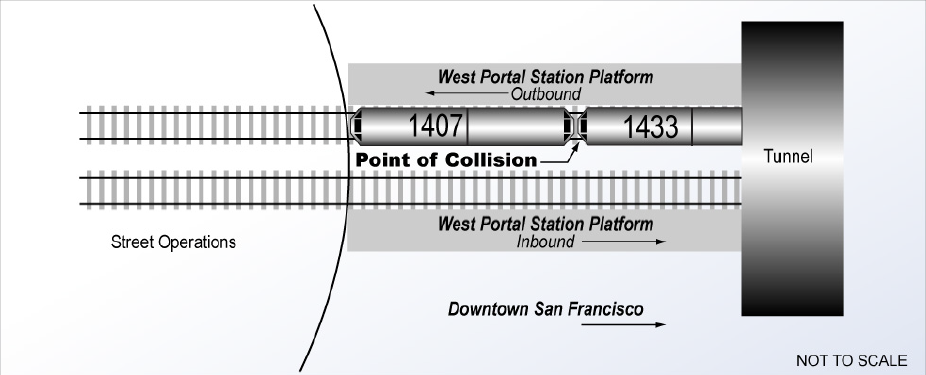 West Portal Station Platform
Outbound
1407
1433
Point of Collision
Tunnel
West Portal Station Platform
Inbound
Street Operations
Downtown San Francisco
NOT TO SCALE